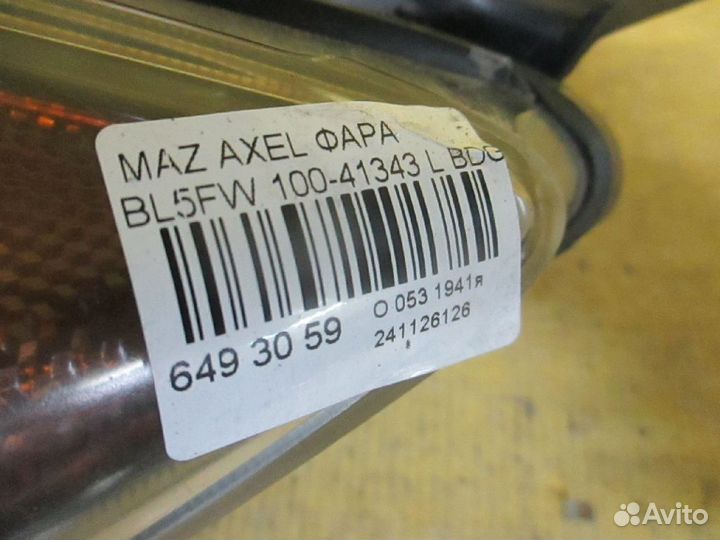 MAZ AXEL ФАРА
BL5FW 100-41343 L BDG
649 30 59
О 053 1941я
241126126
Avito